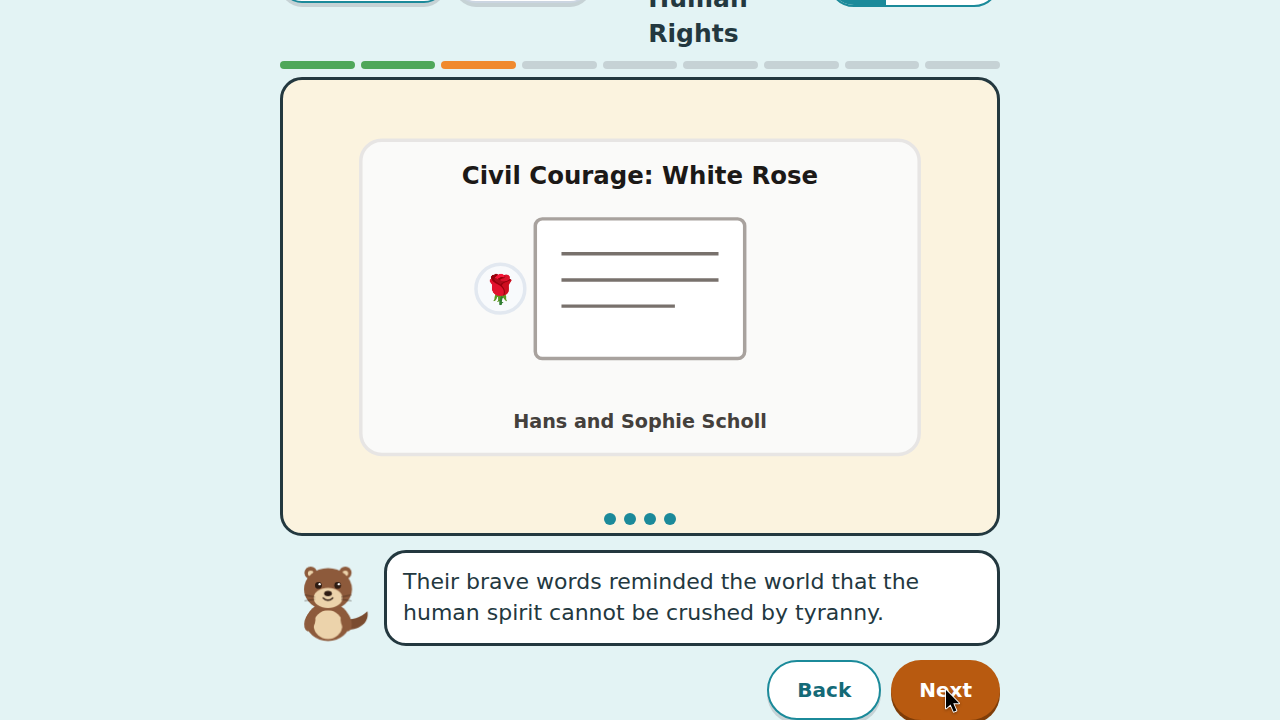 Human
Rights
Civil Courage: White Rose
Hans and Sophie Scholl
Their brave words reminded the world that the
human spirit cannot be crushed by tyranny.
Back
Next